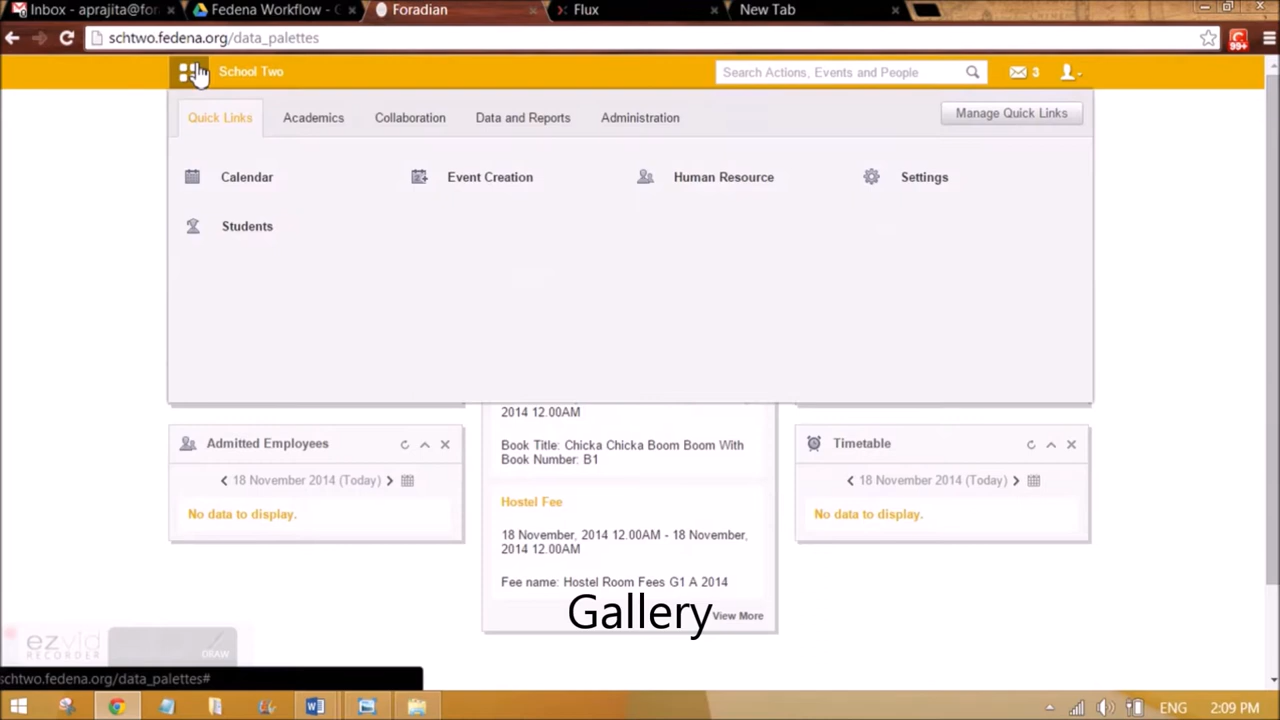 Inbox - aprajita@for
Fedena Workflow - G
Foradian
Flux
New Tab
schtwo.fedena.org/data_palettes
99+
School Two
Search Actions, Events and People
3
Quick Links
Academics
Collaboration
Data and Reports
Administration
Manage Quick Links
Calendar
Event Creation
Human Resource
Settings
Students
2014 12.00AM
Book Title: Chicka Chicka Boom Boom With
Book Number: B1
Admitted Employees
18 November 2014 (Today)
No data to display.
Hostel Fee
18 November, 2014 12.00AM - 18 November,
2014 12.00AM
Fee name: Hostel Room Fees G1 A 2014
View More
Timetable
18 November 2014 (Today)
No data to display.
Gallery
ezvid
RECORDER
DRAW
schtwo.fedena.org/data_palettes#
ENG
2:09 PM